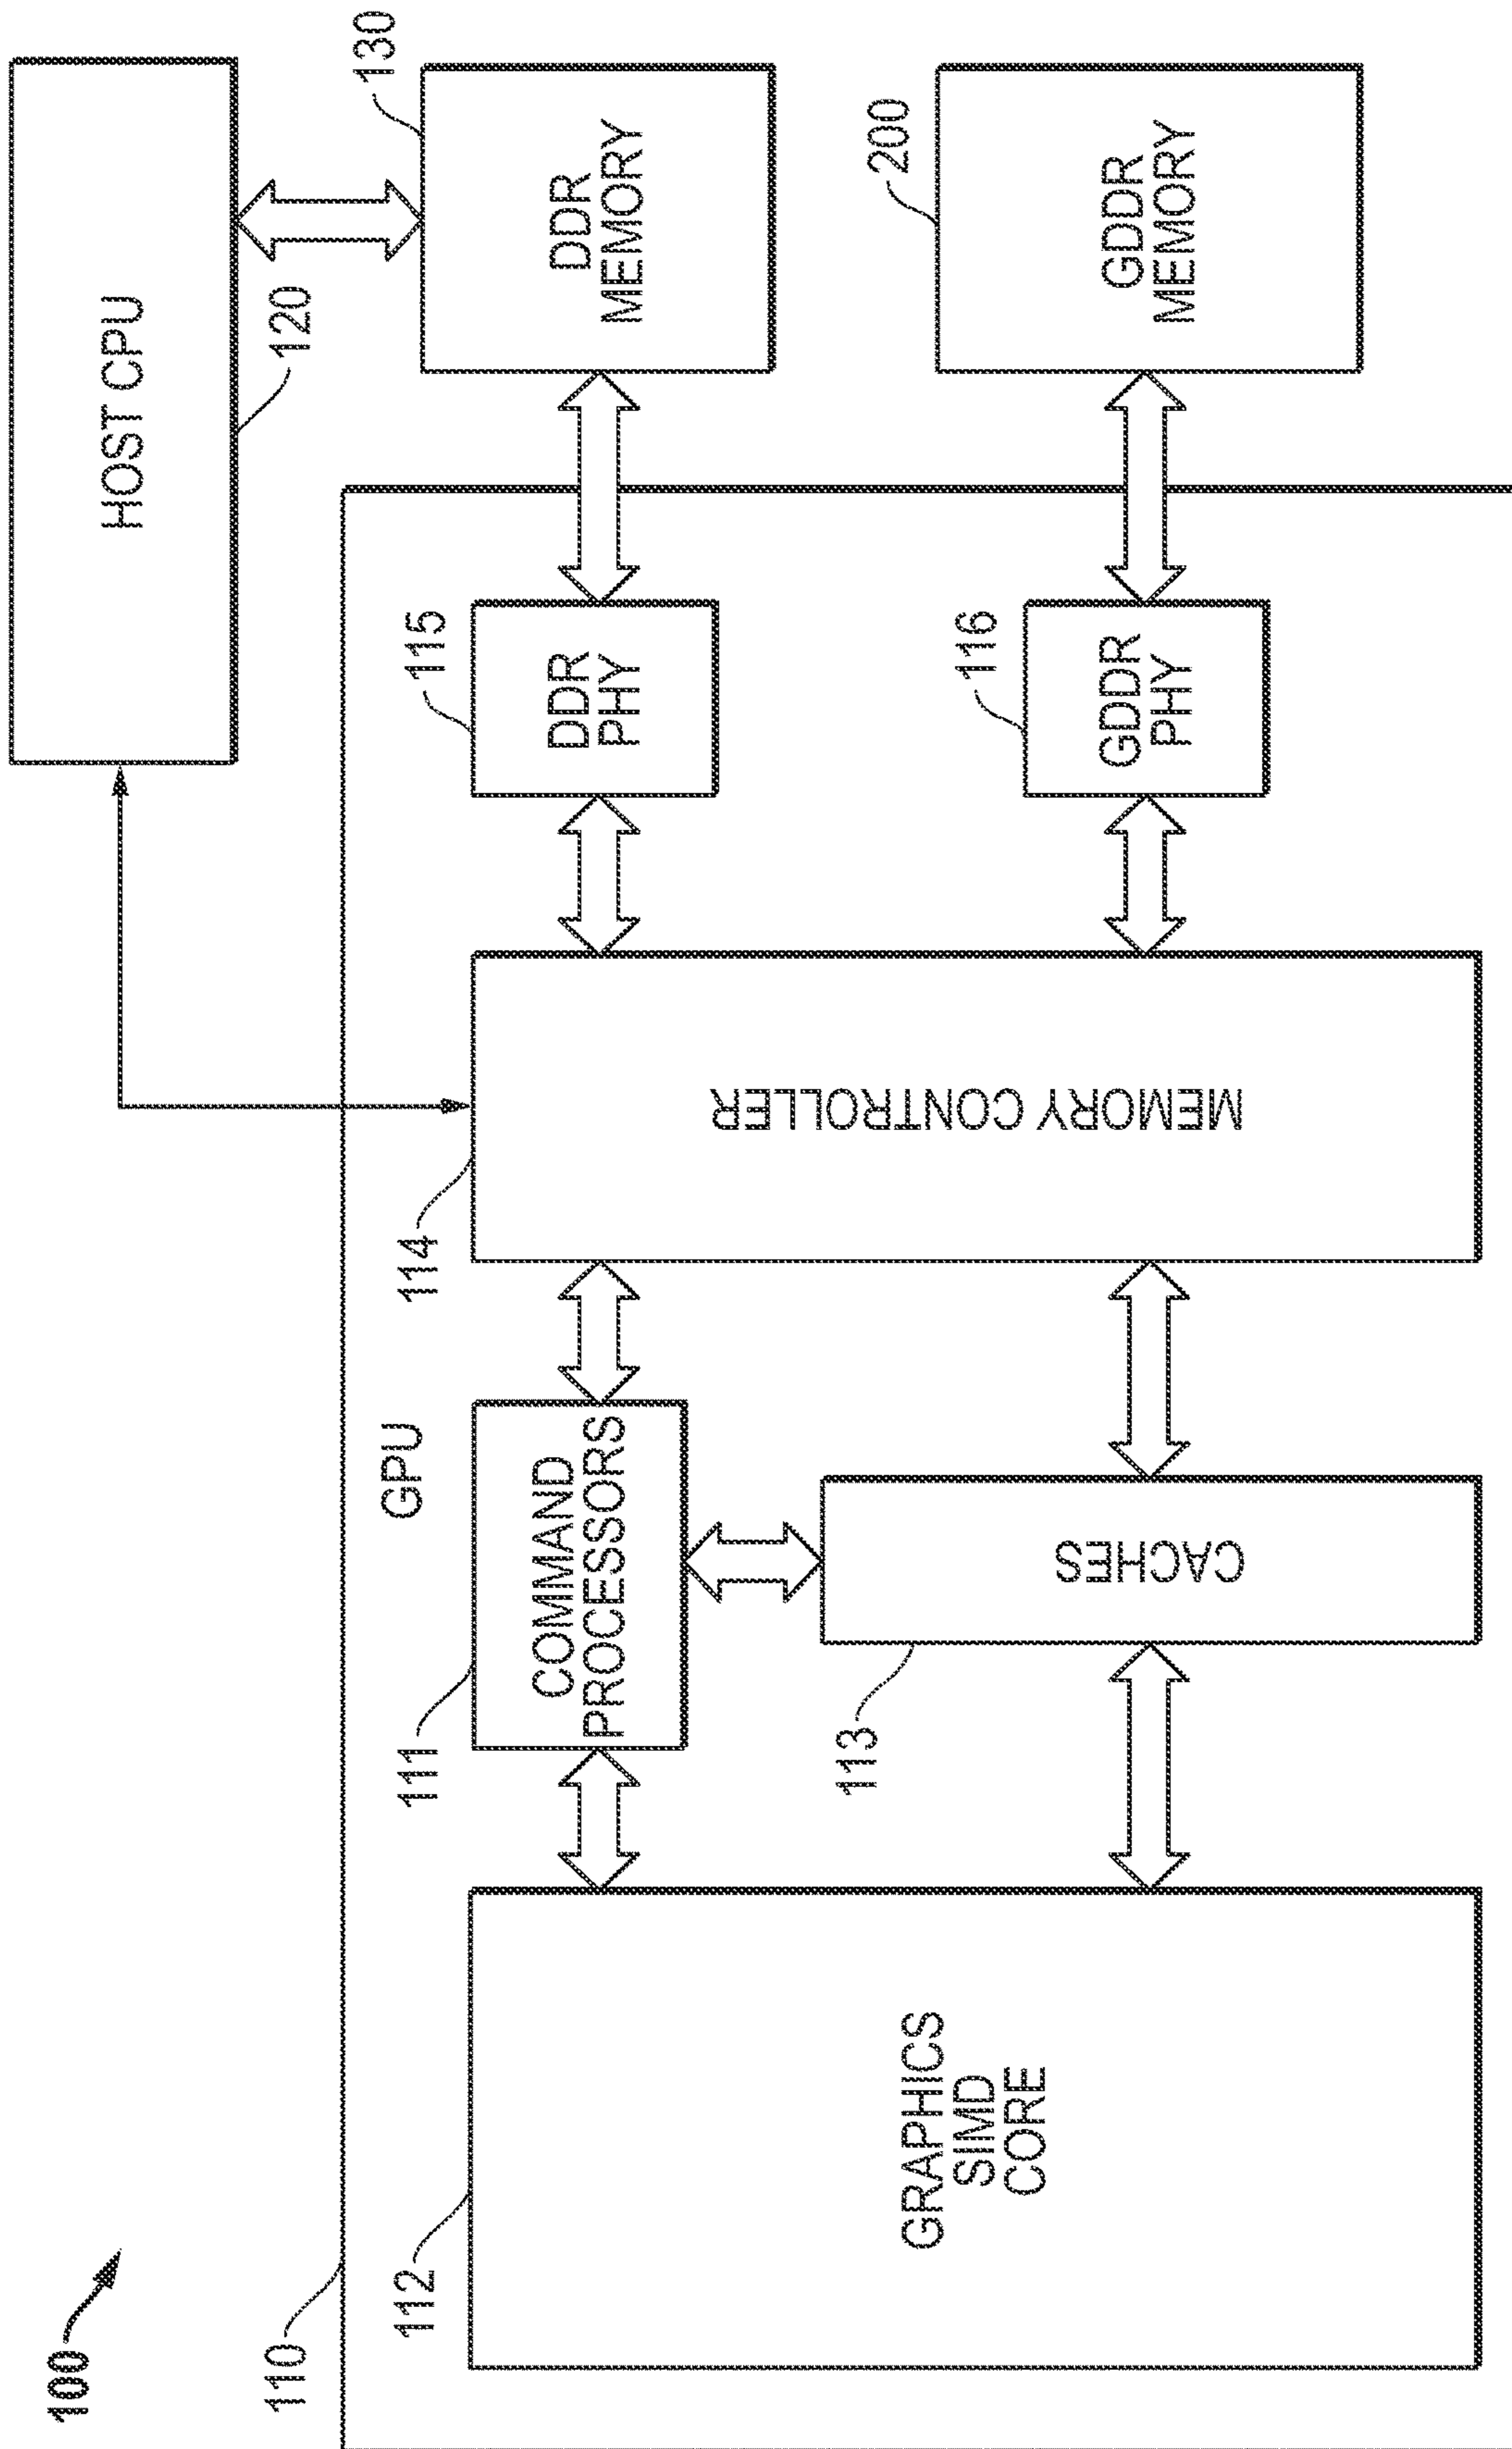 100
110
GPU
112
GRAPHICS
SIMD
CORE
111
COMMAND
PROCESSORS
113
CACHES
114
MEMORY CONTROLLER
115
DDR
PHY
116
GDDR
PHY
HOST CPU
120
130
DDR
MEMORY
200
GDDR
MEMORY